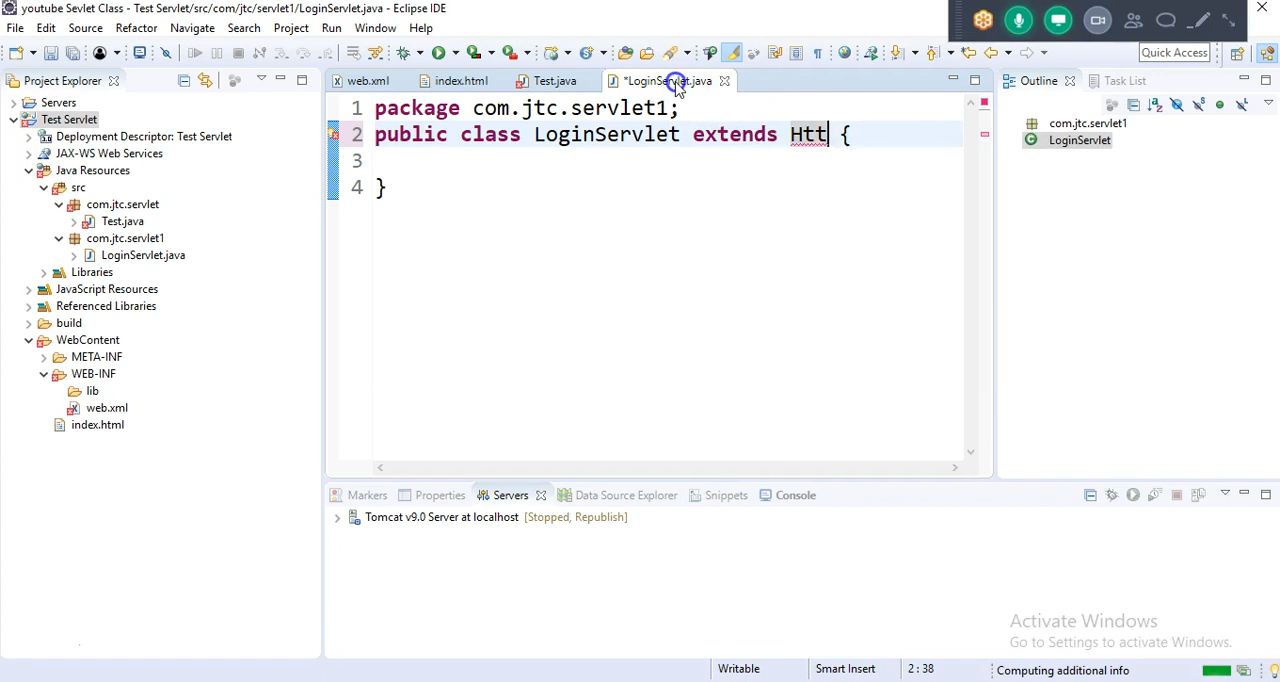 youtube Sevlet Class - Test Servlet/src/com/jtc/servlet1/LoginServlet.java - Eclipse IDE
File Edit Source Refactor Navigate Search Project Run Window Help
Quick Access
Project Explorer
web.xml index.html Test.java *LoginServlet.java
Outline Task List
Servers
Test Servlet
Deployment Descriptor: Test Servlet
JAX-WS Web Services
Java Resources
src
com.jtc.servlet
Test.java
com.jtc.servlet1
LoginServlet.java
Libraries
JavaScript Resources
Referenced Libraries
build
WebContent
META-INF
WEB-INF
lib
web.xml
index.html
1 package com.jtc.servlet1;
2 public class LoginServlet extends Htt {
3
4 }
com.jtc.servlet1
LoginServlet
Markers Properties Servers Data Source Explorer Snippets Console
Tomcat v9.0 Server at localhost [Stopped, Republish]
Activate Windows
Go to Settings to activate Windows.
Writable Smart Insert 2 : 38 Computing additional info